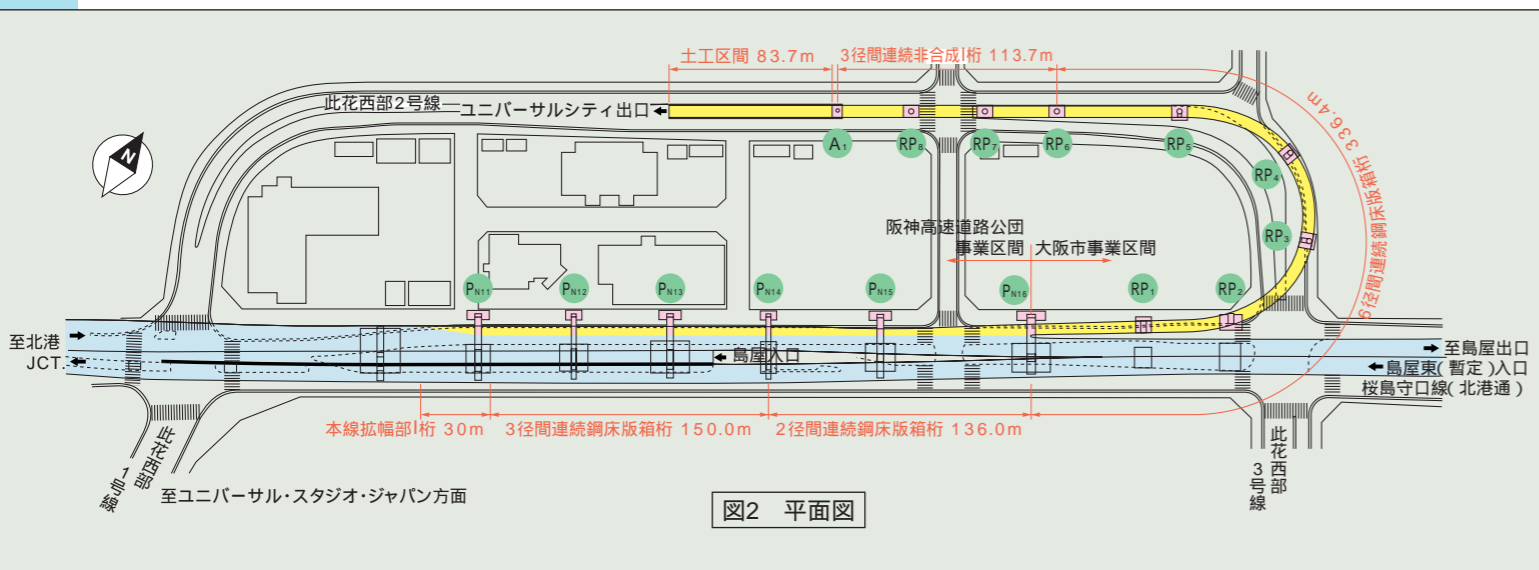 土工区間 83.7m
3径間連続非合成I桁 113.7m
此花西部2号線
ユニバーサルシティ出口
6径間連続鋼床版箱桁 336.4m
N
A1
RP8
RP7
RP6
RP5
RP4
RP3
阪神高速道路公団
事業区間
大阪市事業区間
PN11
PN12
PN13
PN14
PN15
PN16
RP1
RP2
至北港
JCT.
島屋入口
至島屋出口
島屋東(暫定)入口
桜島守口線(北港通)
本線拡幅部I桁 30m
3径間連続鋼床版箱桁 150.0m
2径間連続鋼床版箱桁 136.0m
此花西部
1号線
至ユニバーサル・スタジオ・ジャパン方面
此花西部
3号線
図2 平面図